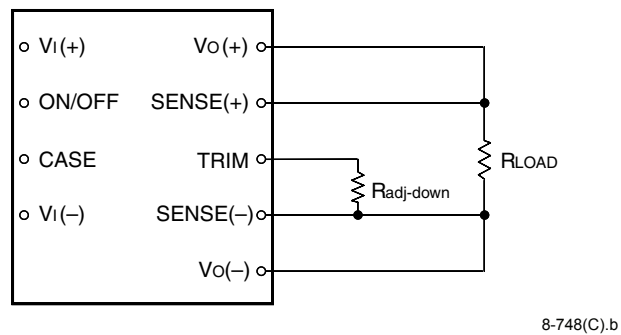 VI(+) VO(+)
ON/OFF SENSE(+)
CASE TRIM RLOAD
Radj-down
VI(–) SENSE(–)
VO(–)
8-748(C).b